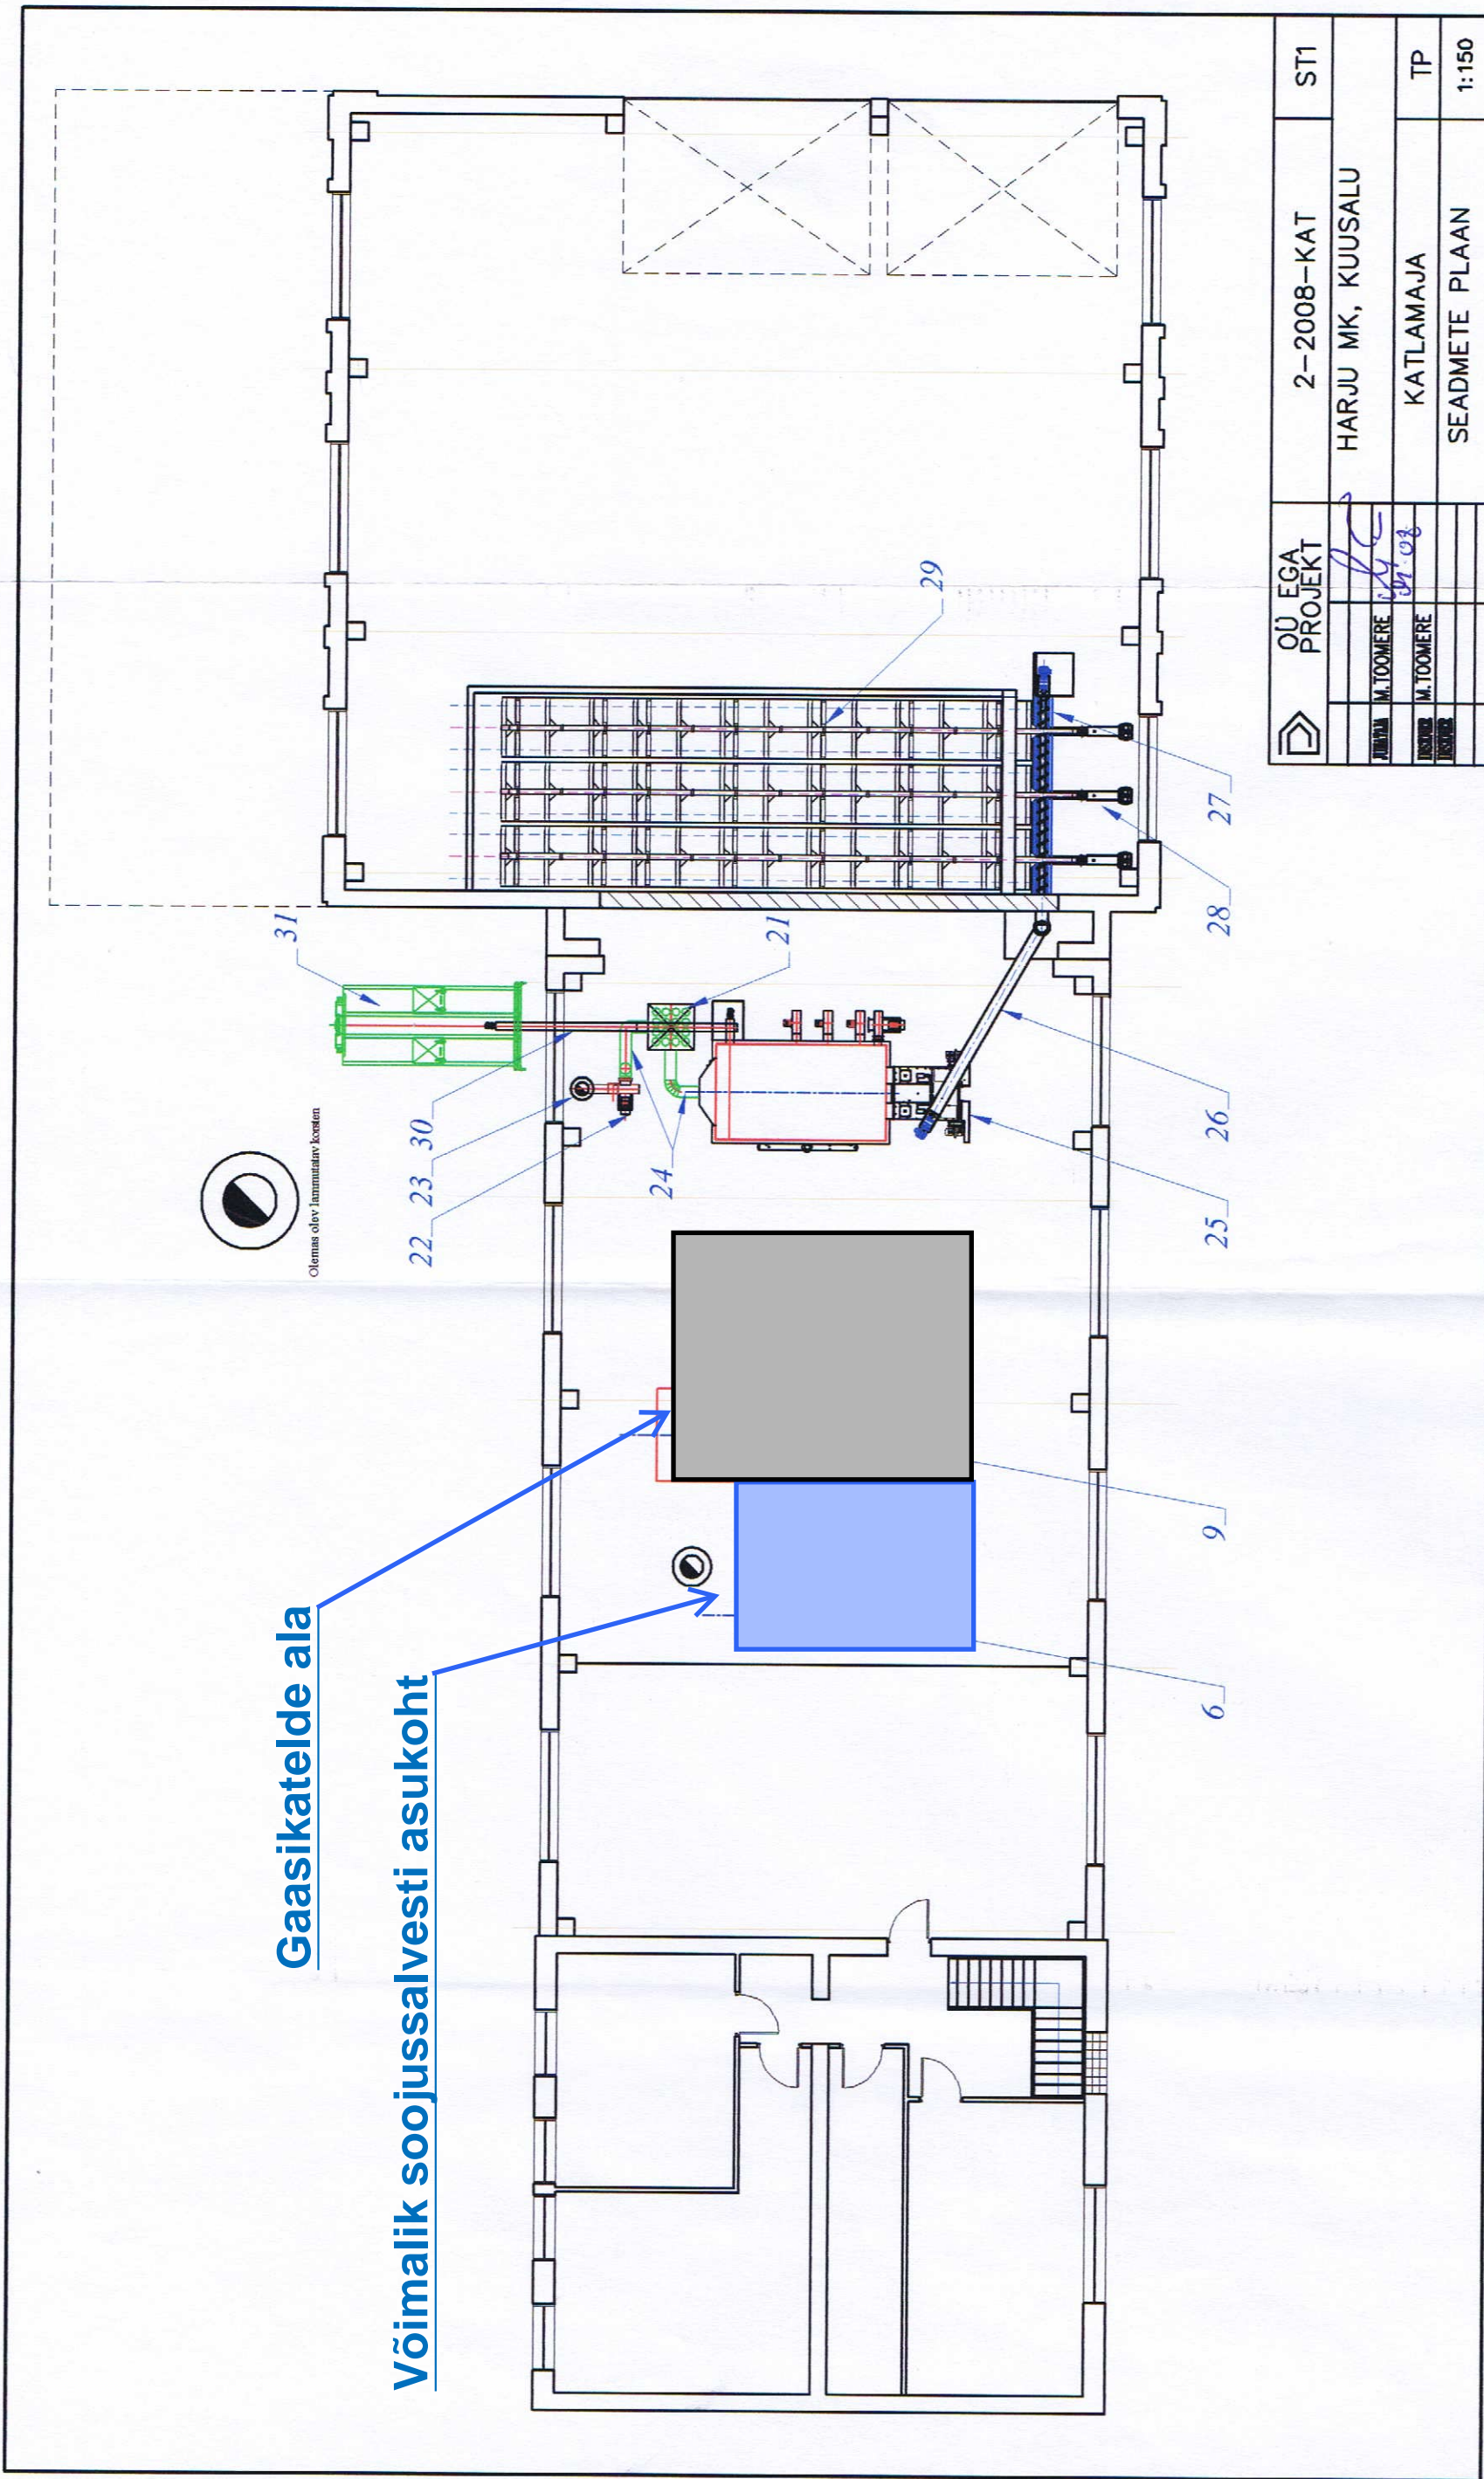 Gaasikatelde ala
Võimalik soojussalvesti asukoht
Olemas olev lammutatav korsten
31
30
23
22
24
21
29
27
28
26
25
9
6
OÜ EGA
PROJEKT
2-2008-KAT
ST1
HARJU MK, KUUSALU
M.TOOMERE
M.TOOMERE
KATLAMAJA
TP
SEADMETE PLAAN
1:150